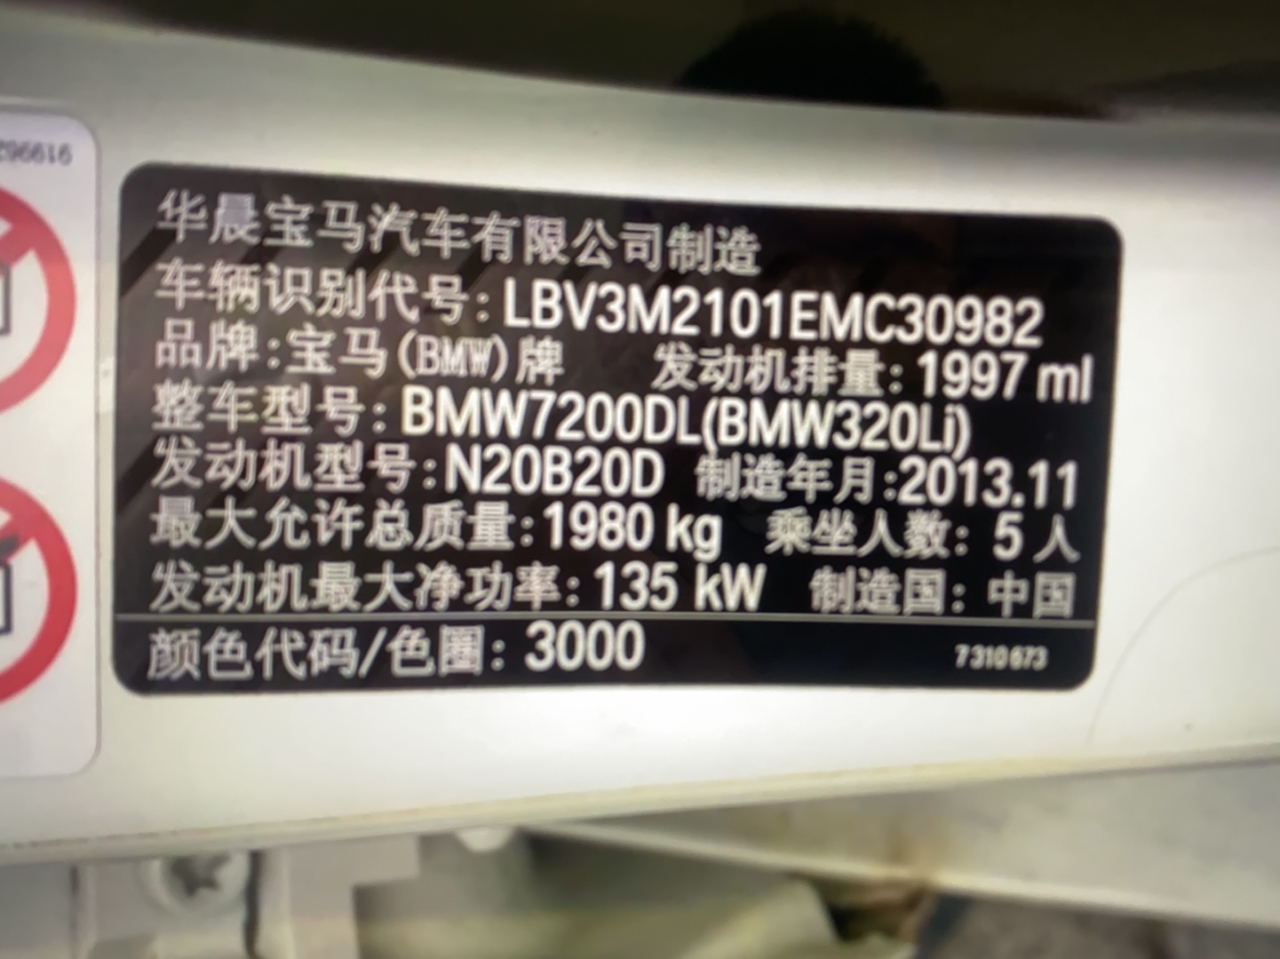 华晨宝马汽车有限公司制造
车辆识别代号：LBV3M2101EMC30982
品牌：宝马(BMW)牌 发动机排量：1997 ml
整车型号：BMW7200DL(BMW320Li)
发动机型号：N20B20D 制造年月：2013.11
最大允许总质量：1980 kg 乘坐人数：5 人
发动机最大净功率：135 kW 制造国：中国
颜色代码/色圈：3000
7310673